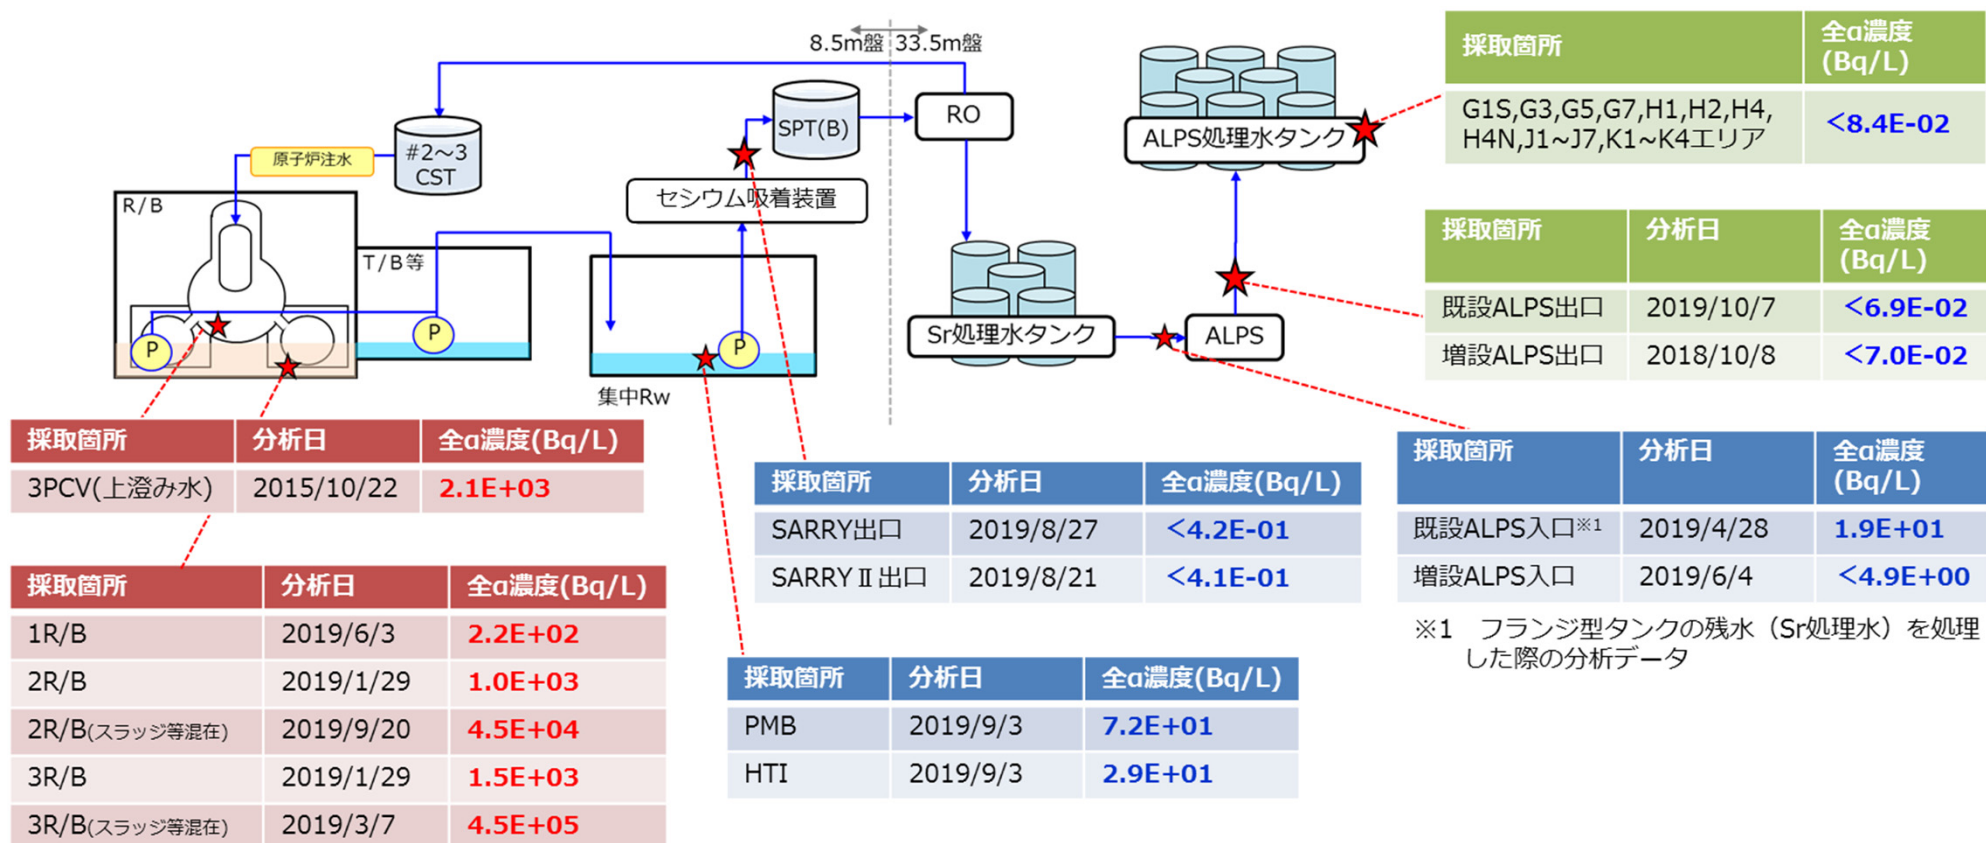 8.5m盤 33.5m盤
SPT(B)
RO
#2～3
CST
原子炉注水
セシウム吸着装置
R/B
T/B等
P
P
P
集中Rw
Sr処理水タンク
ALPS
ALPS処理水タンク
採取箇所 全α濃度
(Bq/L)
G1S,G3,G5,G7,H1,H2,H4,
H4N,J1~J7,K1~K4エリア <8.4E-02
採取箇所 分析日 全α濃度
(Bq/L)
既設ALPS出口 2019/10/7 <6.9E-02
増設ALPS出口 2018/10/8 <7.0E-02
採取箇所 分析日 全α濃度(Bq/L)
3PCV(上澄み水) 2015/10/22 2.1E+03
採取箇所 分析日 全α濃度(Bq/L)
1R/B 2019/6/3 2.2E+02
2R/B 2019/1/29 1.0E+03
2R/B(スラッジ等混在) 2019/9/20 4.5E+04
3R/B 2019/1/29 1.5E+03
3R/B(スラッジ等混在) 2019/3/7 4.5E+05
採取箇所 分析日 全α濃度(Bq/L)
SARRY出口 2019/8/27 <4.2E-01
SARRYⅡ出口 2019/8/21 <4.1E-01
採取箇所 分析日 全α濃度(Bq/L)
PMB 2019/9/3 7.2E+01
HTI 2019/9/3 2.9E+01
採取箇所 分析日 全α濃度
(Bq/L)
既設ALPS入口※1 2019/4/28 1.9E+01
増設ALPS入口 2019/6/4 <4.9E+00
※1 フランジ型タンクの残水（Sr処理水）を処理
した際の分析データ